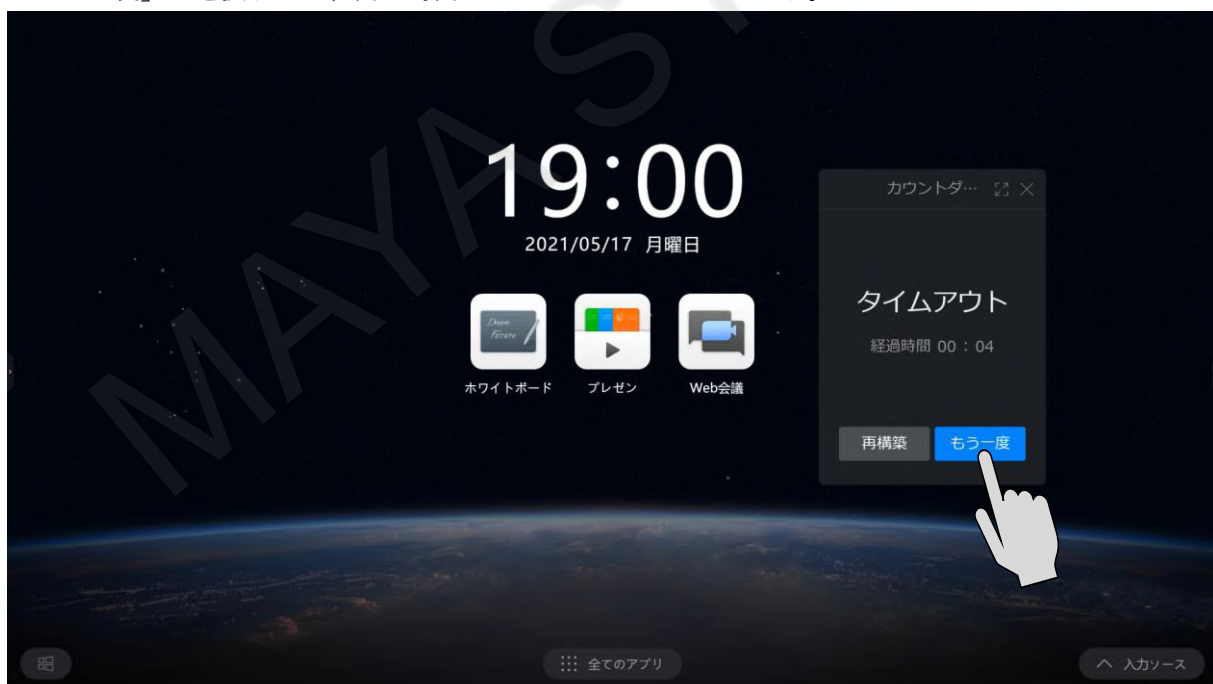 19:00
2021/05/17 月曜日
Dream
Future
ホワイトボード
プレゼン
Web会議
カウントダ…
タイムアウト
経過時間 00 : 04
再構築
もう一度
全てのアプリ
入力ソース
MAYA S